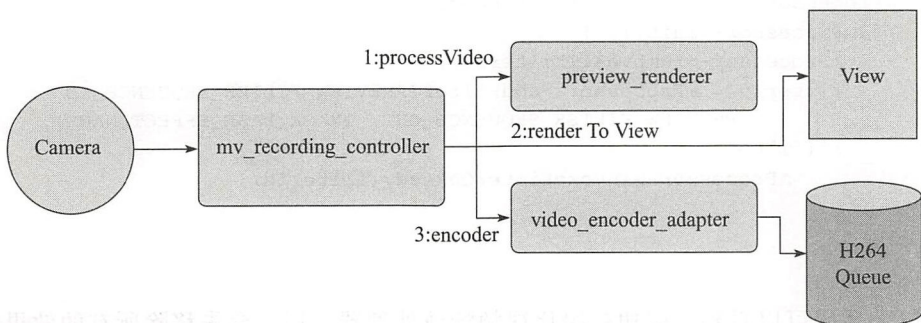 1:processVideo
preview_renderer
View
2:render To View
Camera
mv_recording_controller
3:encoder
video_encoder_adapter
H264
Queue